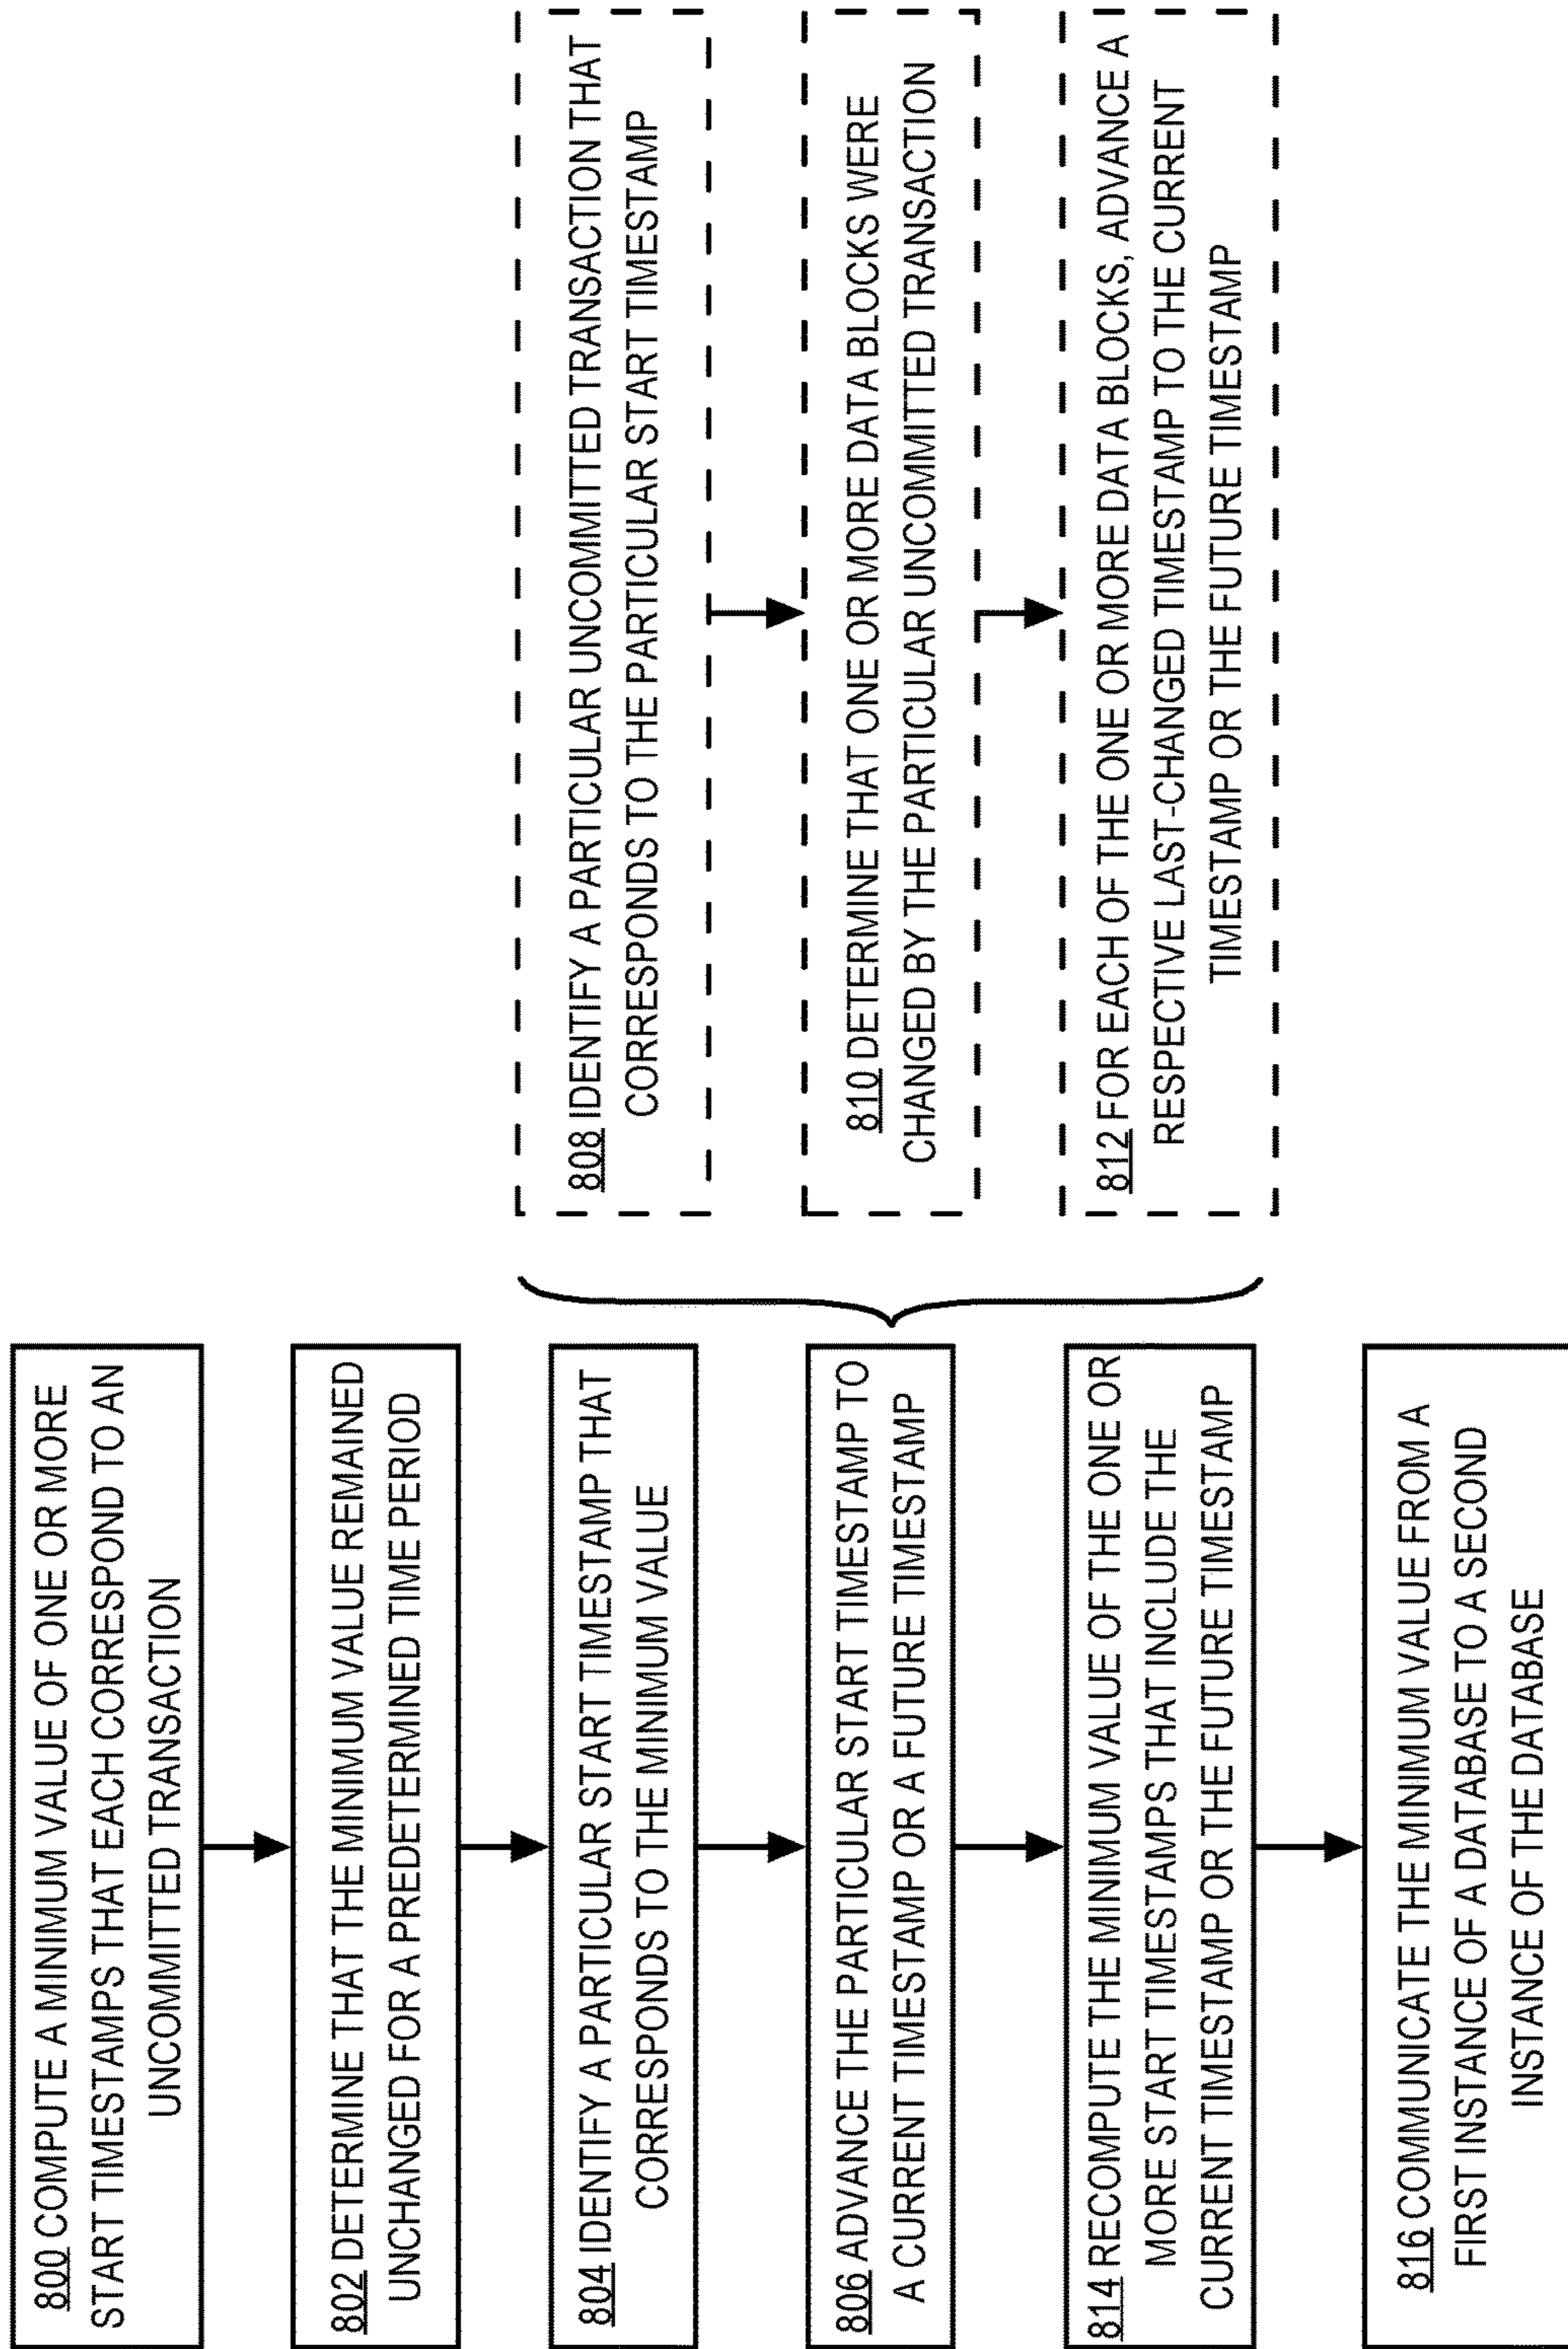 800 COMPUTE A MINIMUM VALUE OF ONE OR MORE
START TIMESTAMPS THAT EACH CORRESPOND TO AN
UNCOMMITTED TRANSACTION
802 DETERMINE THAT THE MINIMUM VALUE REMAINED
UNCHANGED FOR A PREDETERMINED TIME PERIOD
804 IDENTIFY A PARTICULAR START TIMESTAMP THAT
CORRESPONDS TO THE MINIMUM VALUE
806 ADVANCE THE PARTICULAR START TIMESTAMP TO
A CURRENT TIMESTAMP OR A FUTURE TIMESTAMP
808 IDENTIFY A PARTICULAR UNCOMMITTED TRANSACTION THAT
CORRESPONDS TO THE PARTICULAR START TIMESTAMP
810 DETERMINE THAT ONE OR MORE DATA BLOCKS WERE
CHANGED BY THE PARTICULAR UNCOMMITTED TRANSACTION
812 FOR EACH OF THE ONE OR MORE DATA BLOCKS, ADVANCE A
RESPECTIVE LAST-CHANGED TIMESTAMP TO THE CURRENT
TIMESTAMP OR THE FUTURE TIMESTAMP
814 RECOMPUTE THE MINIMUM VALUE OF THE ONE OR
MORE START TIMESTAMPS THAT INCLUDE THE
CURRENT TIMESTAMP OR THE FUTURE TIMESTAMP
816 COMMUNICATE THE MINIMUM VALUE FROM A
FIRST INSTANCE OF A DATABASE TO A SECOND
INSTANCE OF THE DATABASE